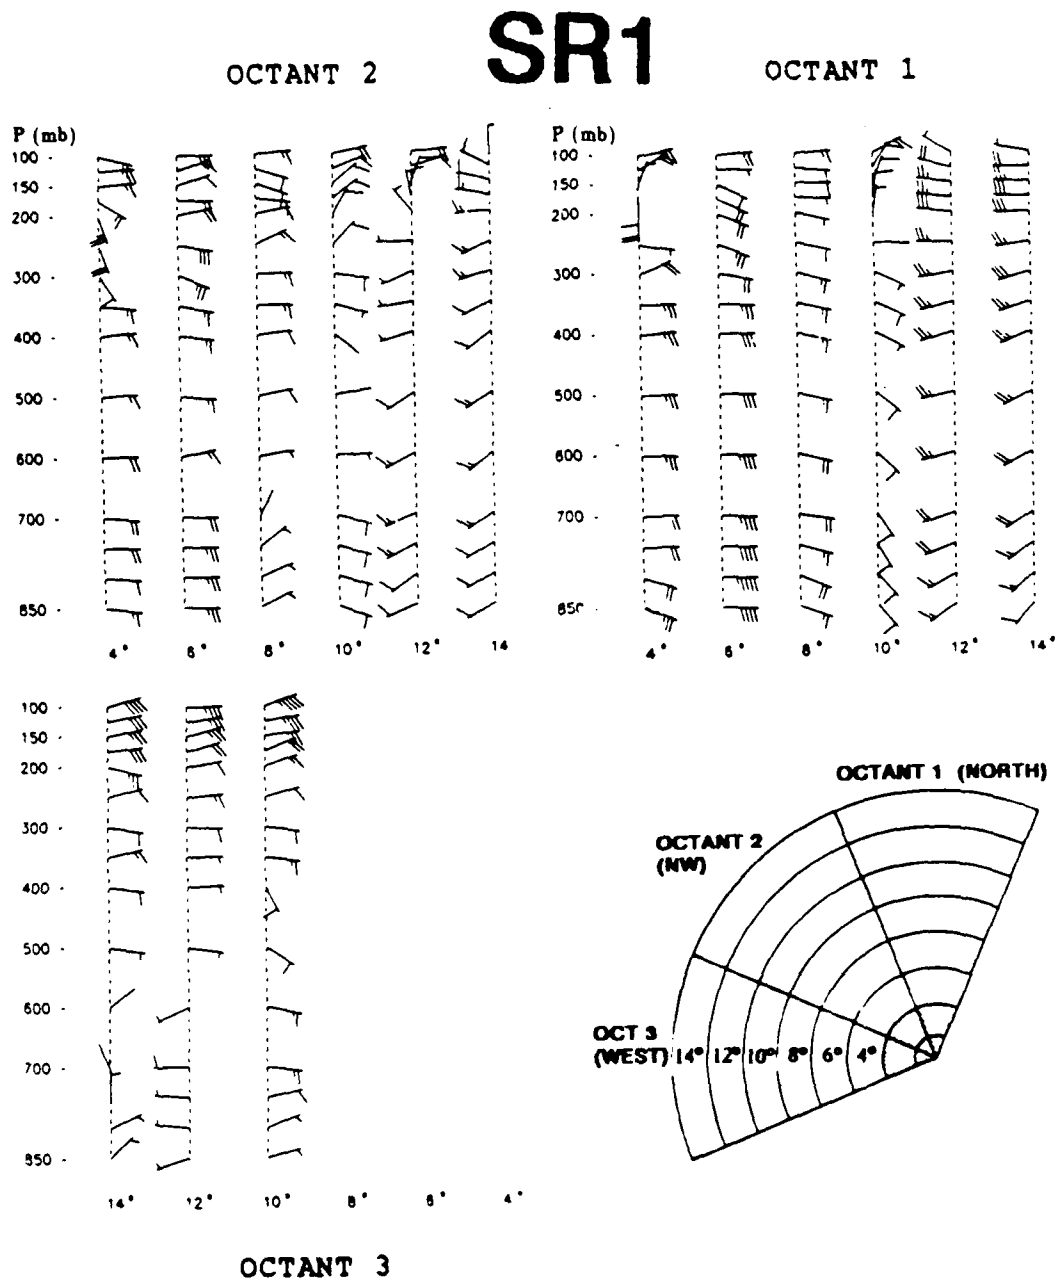 SR1
OCTANT 2
OCTANT 1
P (mb)
100
150
200
300
400
500
600
700
850
4° 6° 8° 10° 12° 14
P (mb)
100
150
200
300
400
500
600
700
850
4° 6° 8° 10° 12° 14°
100
150
200
300
400
500
600
700
850
14° 12° 10° 8° 6° 4°
OCTANT 3
OCTANT 1 (NORTH)
OCTANT 2
(NW)
OCT 3
(WEST) 14° 12° 10° 8° 6° 4°